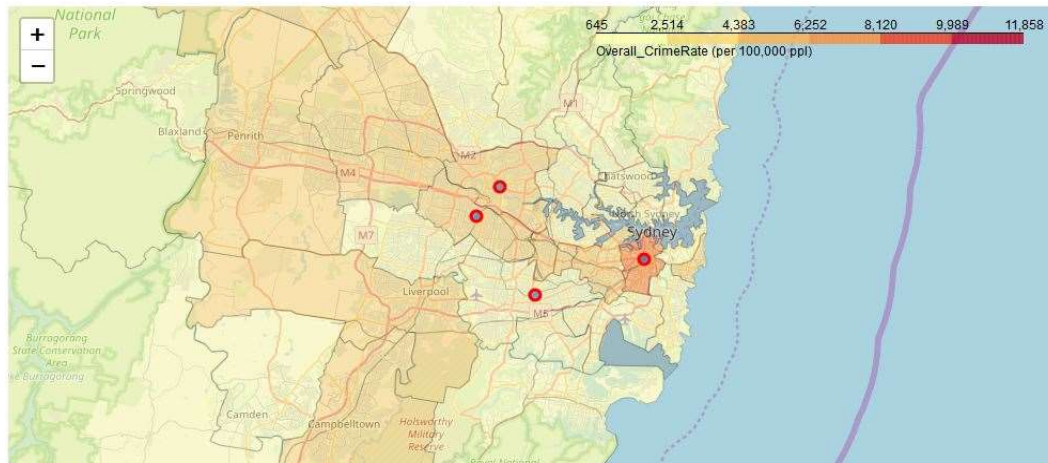 National
Park
+
−
645 2,514 4,383 6,252 8,120 9,989 11,858
Overall_CrimeRate (per 100,000 ppl)
Springwood
M1
Blaxland
Penrith
M2
M4
Chatswood
North Sydney
Sydney
M7
Liverpool
M5
Burragorang
State Conservation
Area
Burragorang
Camden
Campbelltown
Holsworthy
Military
Reserve
Royal National